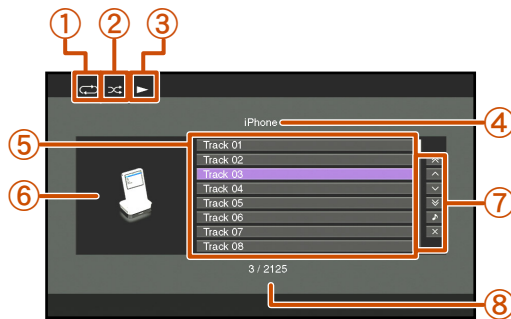 ① ② ③
iPhone ④
⑤ Track 01
Track 02
Track 03
⑥ Track 04
Track 05 ⑦
Track 06
Track 07
Track 08
3 / 2125
⑧